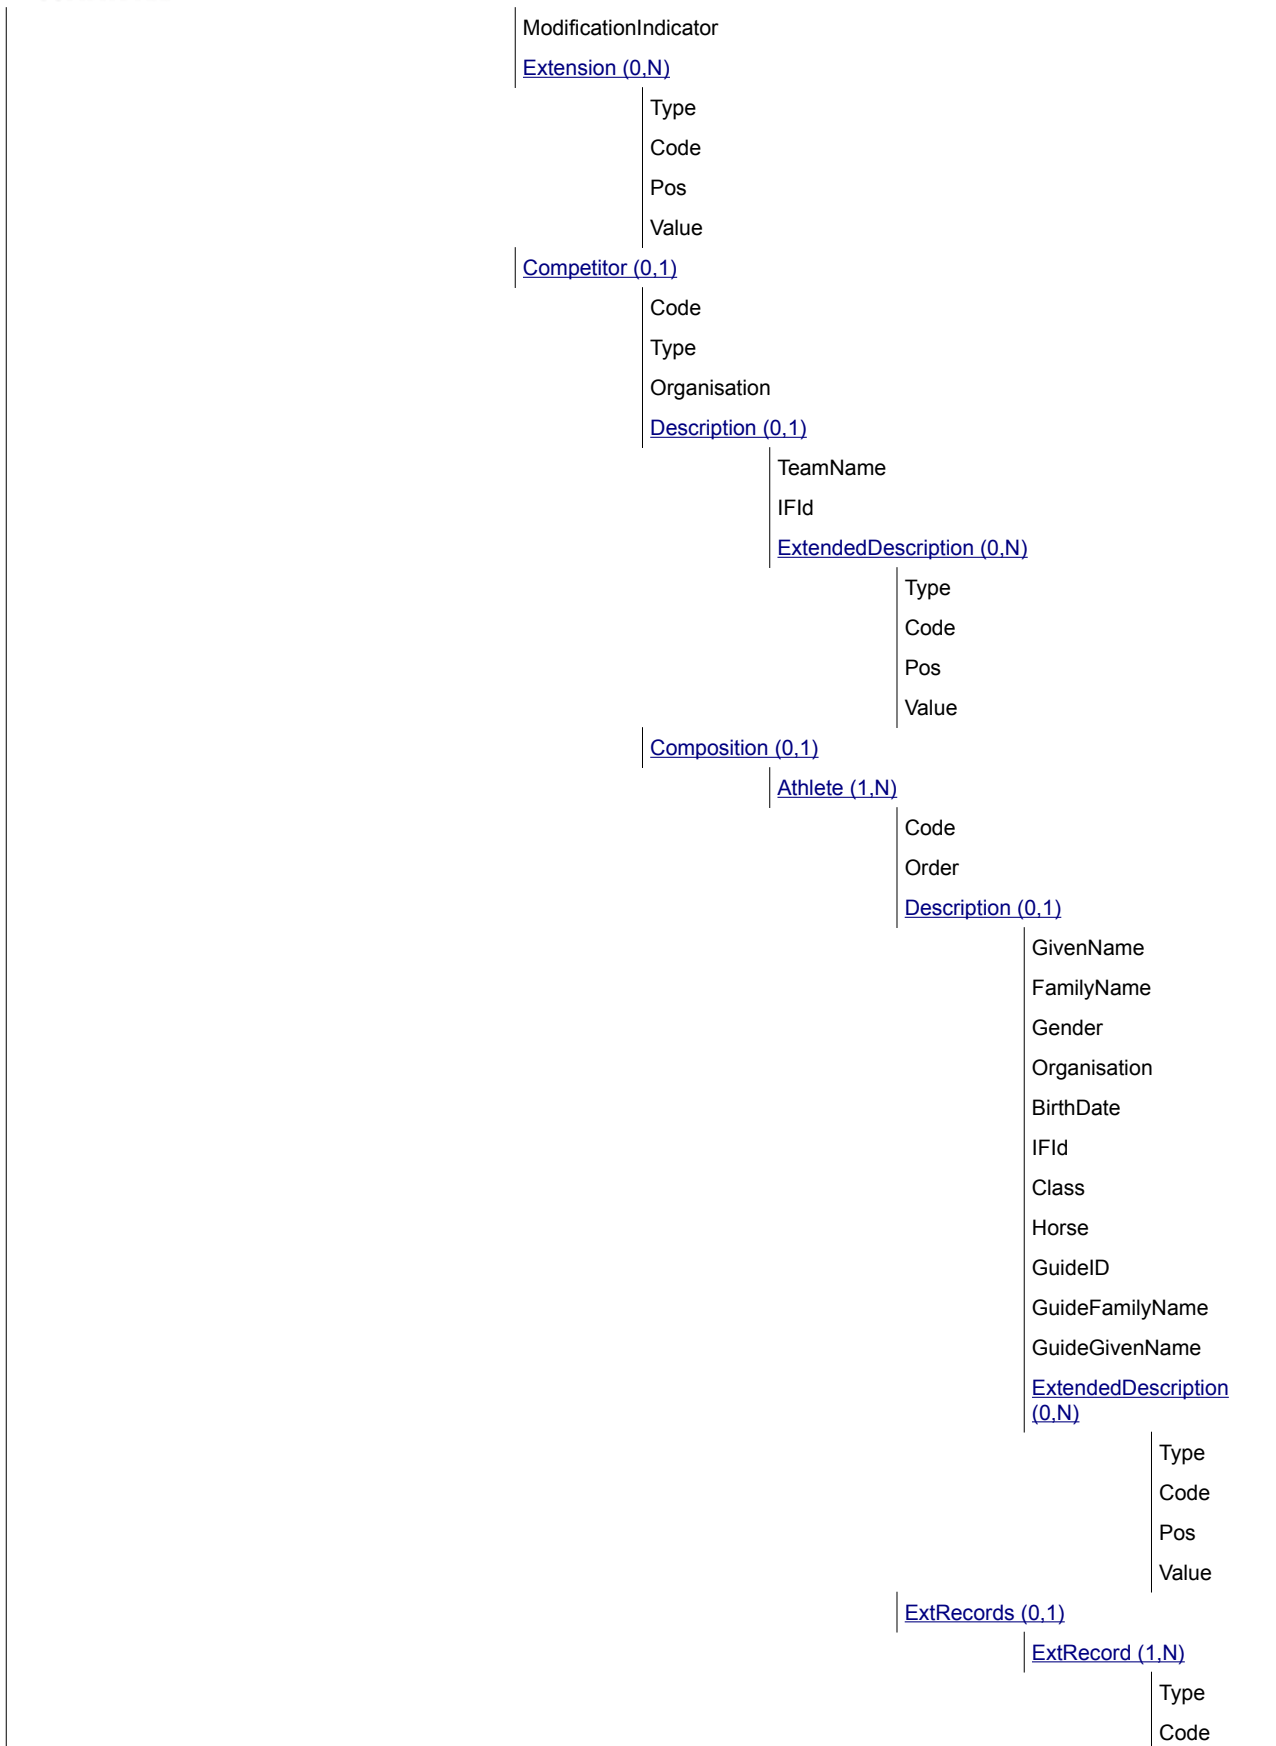 ModificationIndicator
Extension (0,N)
Type
Code
Pos
Value
Competitor (0,1)
Code
Type
Organisation
Description (0,1)
TeamName
IFId
ExtendedDescription (0,N)
Type
Code
Pos
Value
Composition (0,1)
Athlete (1,N)
Code
Order
Description (0,1)
GivenName
FamilyName
Gender
Organisation
BirthDate
IFId
Class
Horse
GuideID
GuideFamilyName
GuideGivenName
ExtendedDescription
(0,N)
Type
Code
Pos
Value
ExtRecords (0,1)
ExtRecord (1,N)
Type
Code